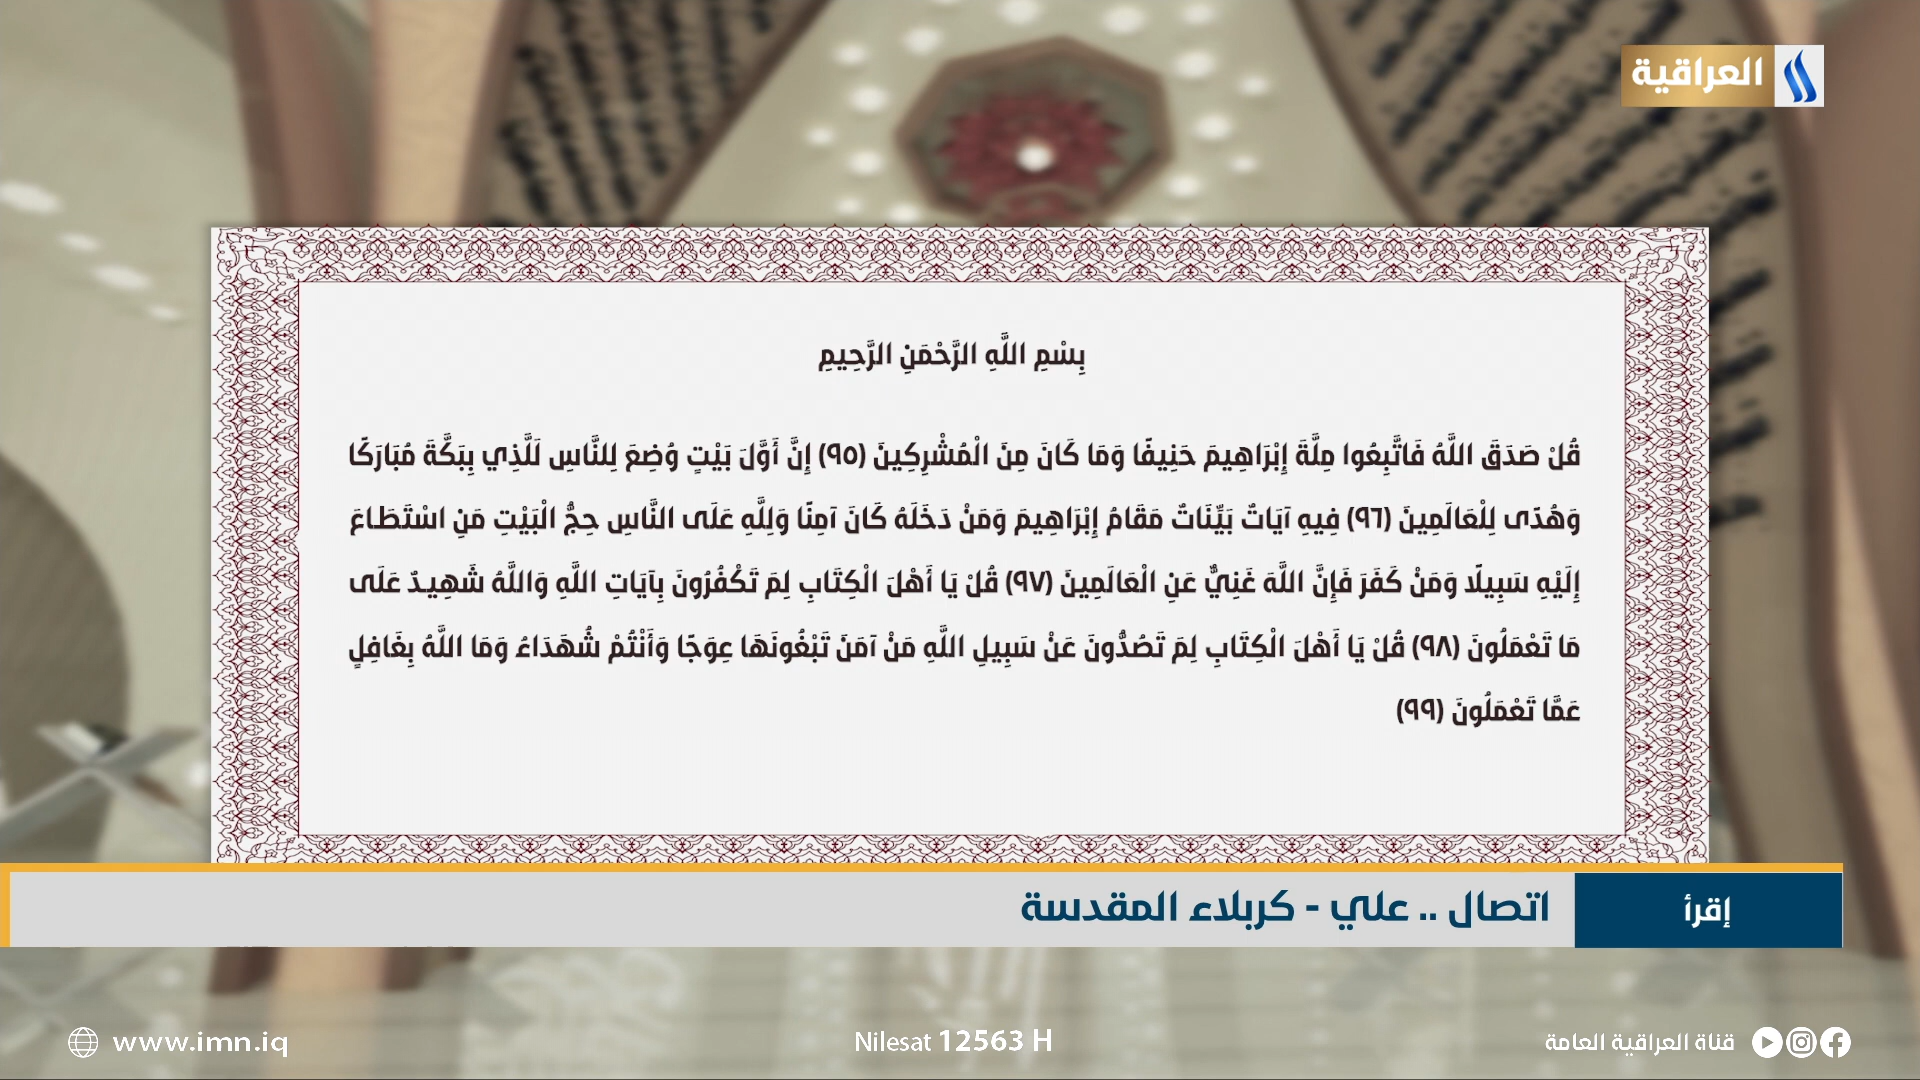 العراقية
بِسْمِ اللَّهِ الرَّحْمَنِ الرَّحِيمِ
قُلْ صَدَقَ اللَّهُ فَاتَّبِعُوا مِلَّةَ إِبْرَاهِيمَ حَنِيفًا وَمَا كَانَ مِنَ الْمُشْرِكِينَ (٩٥) إِنَّ أَوَّلَ بَيْتٍ وُضِعَ لِلنَّاسِ لَلَّذِي بِبَكَّةَ مُبَارَكًا
وَهُدًى لِلْعَالَمِينَ (٩٦) فِيهِ آيَاتٌ بَيِّنَاتٌ مَقَامُ إِبْرَاهِيمَ وَمَنْ دَخَلَهُ كَانَ آمِنًا وَلِلَّهِ عَلَى النَّاسِ حِجُّ الْبَيْتِ مَنِ اسْتَطَاعَ
إِلَيْهِ سَبِيلًا وَمَنْ كَفَرَ فَإِنَّ اللَّهَ غَنِيٌّ عَنِ الْعَالَمِينَ (٩٧) قُلْ يَا أَهْلَ الْكِتَابِ لِمَ تَكْفُرُونَ بِآيَاتِ اللَّهِ وَاللَّهُ شَهِيدٌ عَلَى
مَا تَعْمَلُونَ (٩٨) قُلْ يَا أَهْلَ الْكِتَابِ لِمَ تَصُدُّونَ عَنْ سَبِيلِ اللَّهِ مَنْ آمَنَ تَبْغُونَهَا عِوَجًا وَأَنْتُمْ شُهَدَاءُ وَمَا اللَّهُ بِغَافِلٍ
عَمَّا تَعْمَلُونَ (٩٩)
إقرأ
اتصال .. علي - كربلاء المقدسة
www.imn.iq
Nilesat 12563 H
قناة العراقية العامة